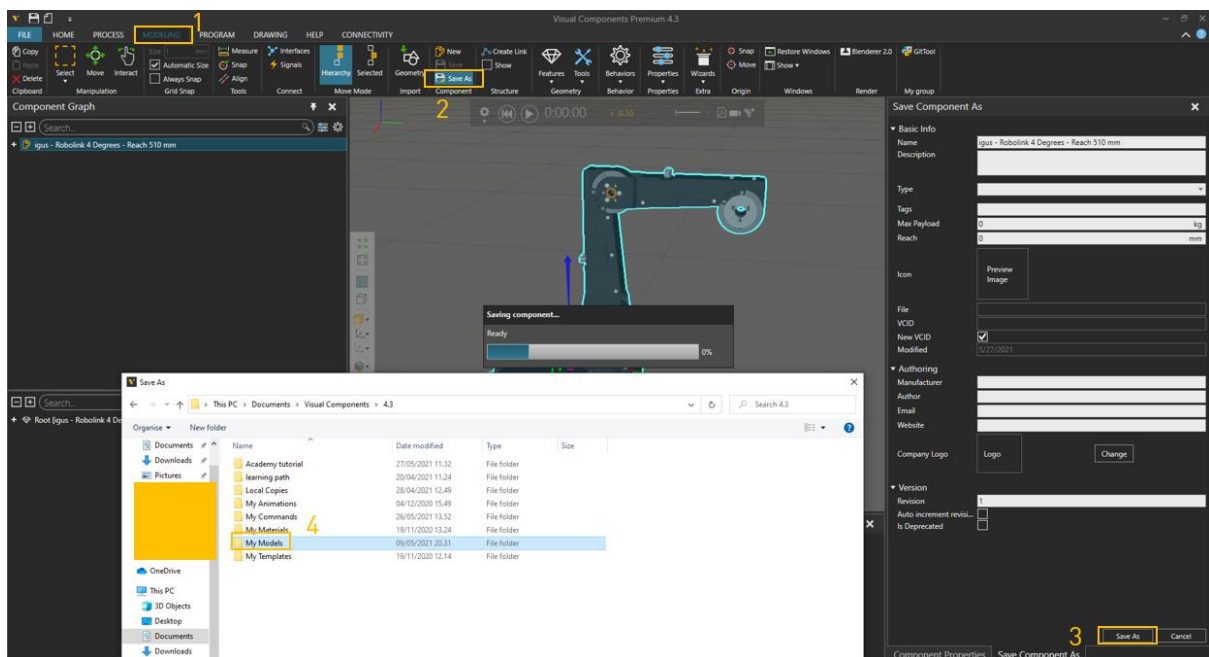 Visual Components Premium 4.3
1
FILE HOME PROCESS MODELING PROGRAM DRAWING HELP CONNECTIVITY
Copy
Paste
Delete
Clipboard
Select Move Interact
Manipulation
Size mm
Automatic Size
Always Snap
Grid Snap
Measure
Snap
Align
Tools
Interfaces
Signals
Connect
Hierarchy Selected
Move Mode
Geometry
Import
New
Save
Save As
Component
Create Link
Show
Structure
Features Tools
Geometry
Behaviors
Behavior
Properties
Properties
Wizards
Extra
Snap
Move
Origin
Restore Windows
Show
Windows
Blenderer 2.0
Render
GitTool
My group
2
Component Graph
Search...
igus - Robolink 4 Degrees - Reach 510 mm
0:00:00 x 0.30
Saving component...
Ready
0%
Search...
Root [igus - Robolink 4 De
Save As
This PC > Documents > Visual Components > 4.3
Search 4.3
Organise New folder
Documents
Downloads
Pictures
OneDrive
This PC
3D Objects
Desktop
Documents
Downloads
Name Date modified Type Size
Academy tutorial 27/05/2021 11.32 File folder
learning path 20/04/2021 11.24 File folder
Local Copies 28/04/2021 12.49 File folder
My Animations 04/12/2020 15.49 File folder
My Commands 26/05/2021 13.52 File folder
My Materials 19/11/2020 13.24 File folder
4
My Models 09/05/2021 20.31 File folder
My Templates 19/11/2020 12.14 File folder
Save Component As
Basic Info
Name igus - Robolink 4 Degrees - Reach 510 mm
Description
Type
Tags
Max Payload 0 kg
Reach 0 mm
Icon Preview
Image
File
VCID
New VCID
Modified 5/27/2021
Authoring
Manufacturer
Author
Email
Website
Company Logo Logo Change
Version
Revision 1
Auto increment revisi...
Is Deprecated
3
Save As Cancel
Component Properties Save Component As